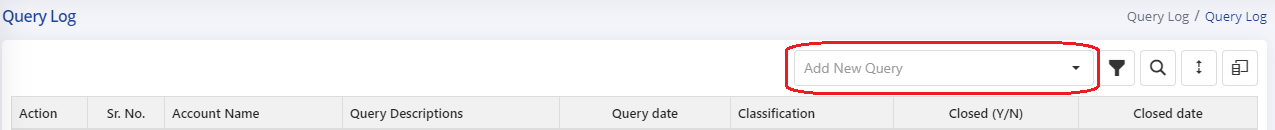 Query Log
Query Log / Query Log
Add New Query
Action Sr. No. Account Name Query Descriptions Query date Classification Closed (Y/N) Closed date